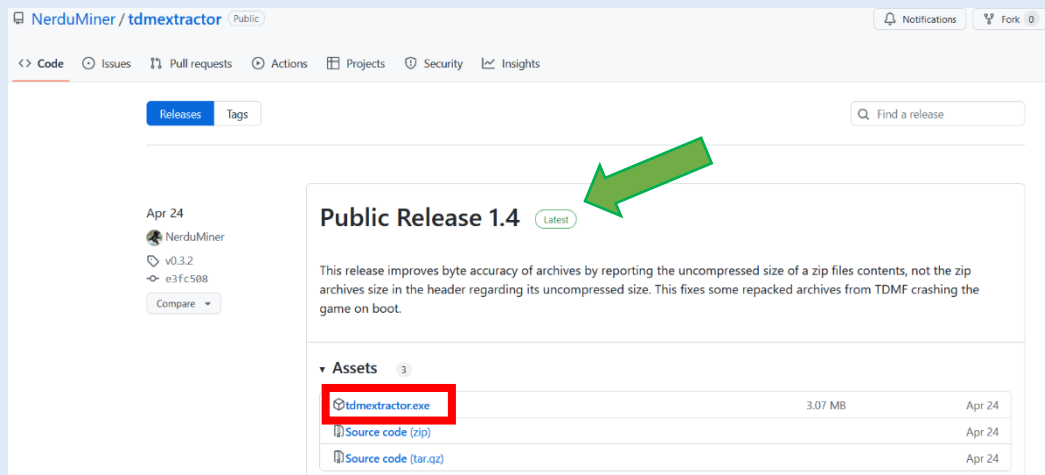 NerduMiner / tdmextractor Public
Notifications
Fork 0
<> Code Issues Pull requests Actions Projects Security Insights
Releases Tags
Find a release
Apr 24
NerduMiner
v0.3.2
e3fc508
Compare
Public Release 1.4 Latest
This release improves byte accuracy of archives by reporting the uncompressed size of a zip files contents, not the zip
archives size in the header regarding its uncompressed size. This fixes some repacked archives from TDMF crashing the
game on boot.
Assets 3
tdmextractor.exe 3.07 MB Apr 24
Source code (zip) Apr 24
Source code (tar.gz) Apr 24